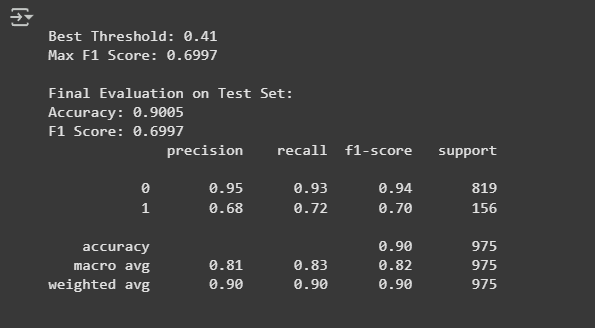 Best Threshold: 0.41
Max F1 Score: 0.6997
Final Evaluation on Test Set:
Accuracy: 0.9005
F1 Score: 0.6997
precision recall f1-score support
0 0.95 0.93 0.94 819
1 0.68 0.72 0.70 156
accuracy 0.90 975
macro avg 0.81 0.83 0.82 975
weighted avg 0.90 0.90 0.90 975